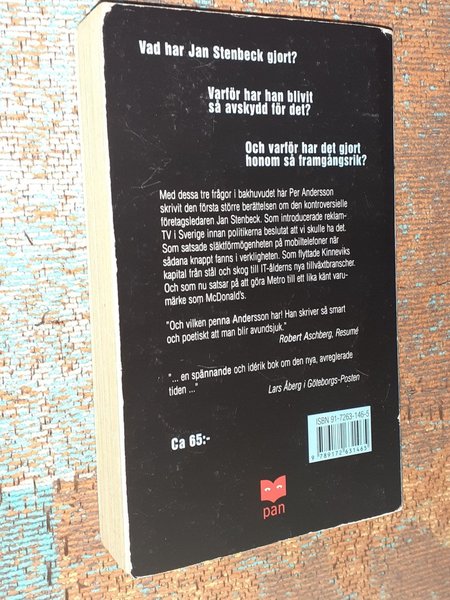 Vad har Jan Stenbeck gjort?
Varför har han blivit
så avskydd för det?
Och varför har det gjort
honom så framgångsrik?
Med dessa tre frågor i bakhuvudet har Per Andersson
skrivit den första större berättelsen om den kontroversielle
företagsledaren Jan Stenbeck. Som introducerade reklam-
TV i Sverige innan politikerna beslutat att vi skulle ha det.
Som satsade släktförmögenheten på mobiltelefoner när
sådana knappt fanns i verkligheten. Som flyttade Kinneviks
kapital från stål och skog till IT-ålderns nya tillväxtbranscher.
Och som nu satsar på att göra Metro till ett lika känt varu-
märke som McDonald's.
"Och vilken penna Andersson har! Han skriver så smart
och poetiskt att man blir avundsjuk."
Robert Aschberg, Resumé
"... en spännande och idérik bok om den nya, avreglerade
tiden ..."
Lars Åberg i Göteborgs-Posten
Ca 65:-
ISBN 91-7263-146-5
9 789172 631465
pan